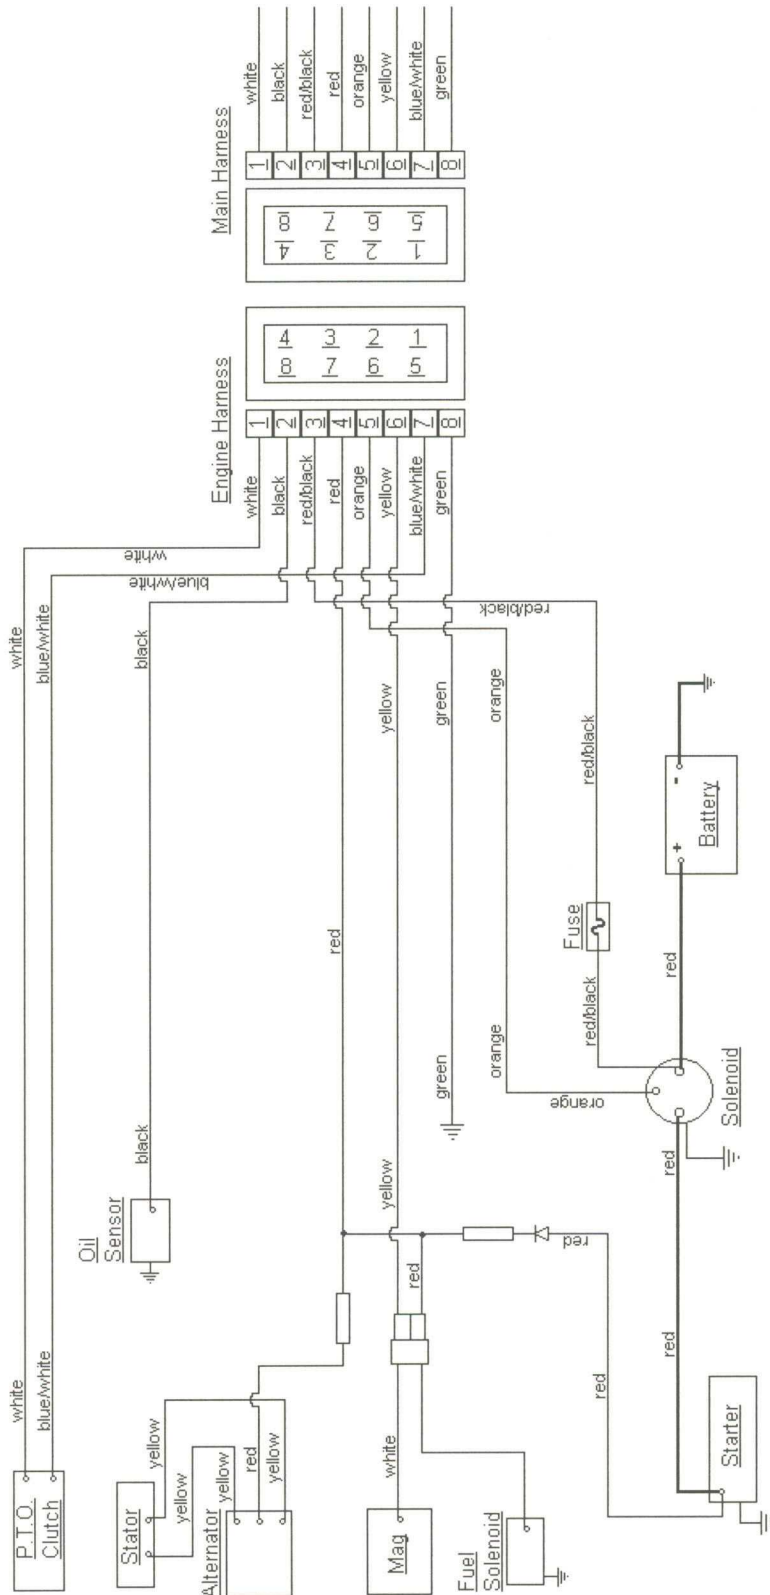 white
black
red/black
red
orange
yellow
blue/white
green
Main Harness
1
2
3
4
5
6
7
8
8 7 6 5
4 3 2 1
4 3 2 1
8 7 6 5
Engine Harness
1
2
3
4
5
6
7
8
white
black
red/black
red
orange
yellow
blue/white
green
white
blue/white
red/black
white
blue/white
black
yellow
green
orange
red/black
red
Fuse
red/black
orange
orange
green
black
yellow
red
red
- +
Battery
red
Solenoid
red
red
red
red
Starter
Oil
Sensor
white
blue/white
P.T.O.
Clutch
yellow
yellow
Stator
yellow
red
yellow
Alternator
white
Mag
Fuel
Solenoid